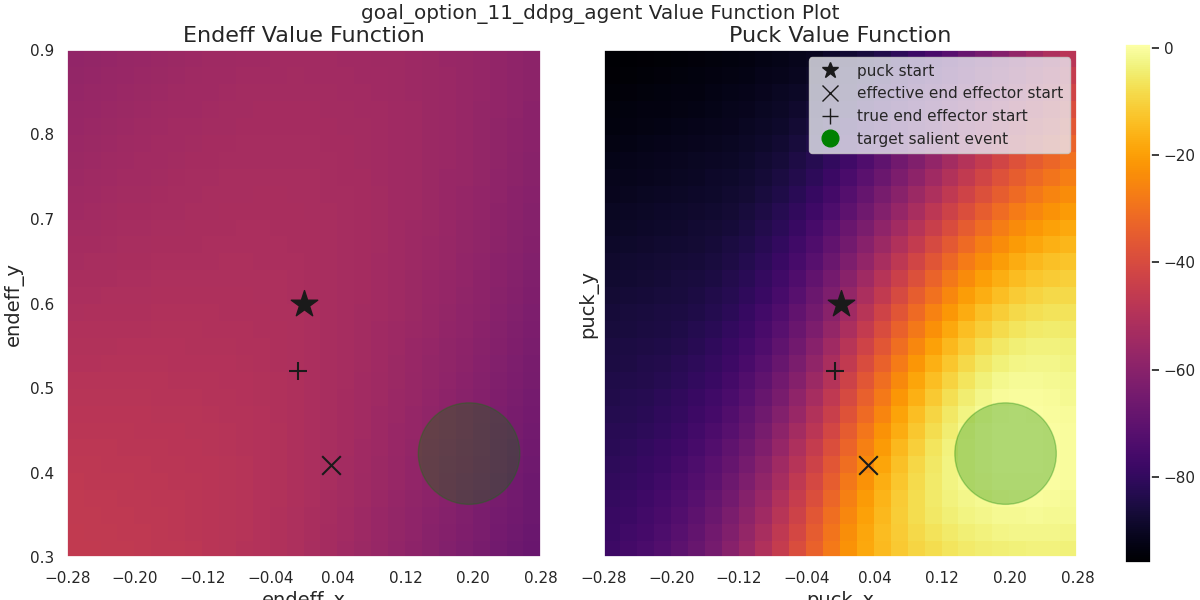 goal_option_11_ddpg_agent Value Function Plot
Endeff Value Function
Puck Value Function
puck start
effective end effector start
true end effector start
target salient event
endeff_y
0.9
0.8
0.7
0.6
0.5
0.4
0.3
−0.28 −0.20 −0.12 −0.04 0.04 0.12 0.20 0.28
endeff_x
puck_y
−0.28 −0.20 −0.12 −0.04 0.04 0.12 0.20 0.28
puck_x
0
−20
−40
−60
−80